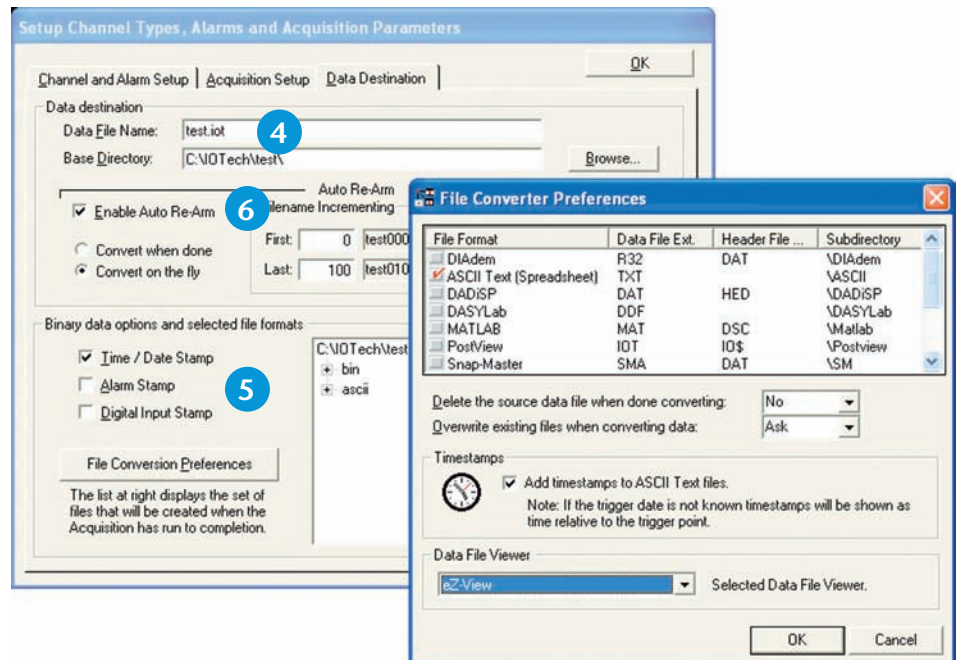 Setup Channel Types, Alarms and Acquisition Parameters
OK
Channel and Alarm Setup
Acquisition Setup
Data Destination
Data destination
Data File Name:
test.iot
4
Base Directory:
C:\IOTech\test\
Browse...
Auto Re-Arm
Enable Auto Re-Arm
6
Filename Incrementing
Convert when done
Convert on the fly
First:
0
test000
Last:
100
test010
Binary data options and selected file formats
Time / Date Stamp
Alarm Stamp
Digital Input Stamp
5
C:\IOTech\test
bin
ascii
File Conversion Preferences
The list at right displays the set of
files that will be created when the
Acquisition has run to completion.
File Converter Preferences
File Format Data File Ext. Header File ... Subdirectory
DIAdem R32 DAT \DIAdem
ASCII Text (Spreadsheet) TXT \ASCII
DADiSP DAT HED \DADiSP
DASYLab DDF \DASYLab
MATLAB MAT DSC \Matlab
PostView IOT IO$ \Postview
Snap-Master SMA DAT \SM
Delete the source data file when done converting: No
Overwrite existing files when converting data: Ask
Timestamps
Add timestamps to ASCII Text files.
Note: If the trigger date is not known timestamps will be shown as
time relative to the trigger point.
Data File Viewer
eZ-View
Selected Data File Viewer.
OK
Cancel